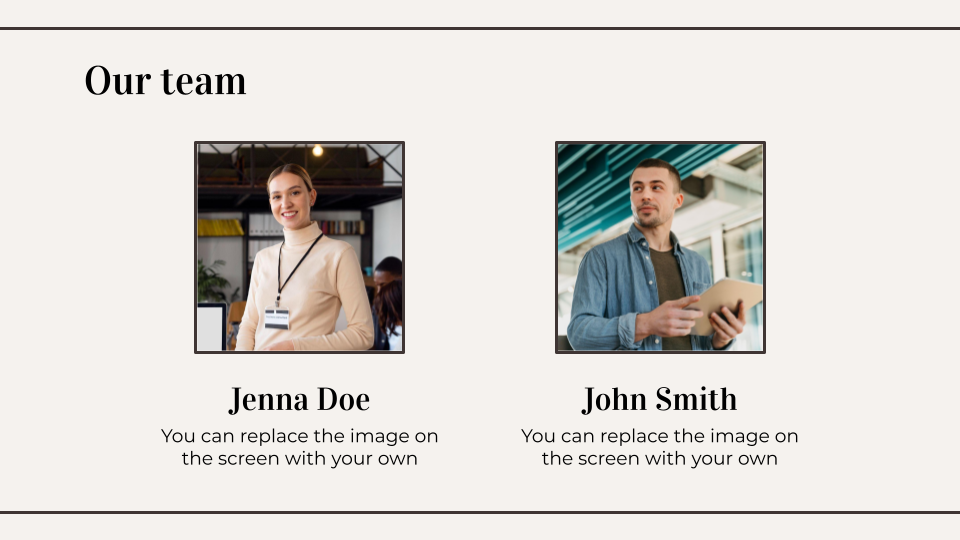 Our team
Jenna Doe
You can replace the image on
the screen with your own
John Smith
You can replace the image on
the screen with your own